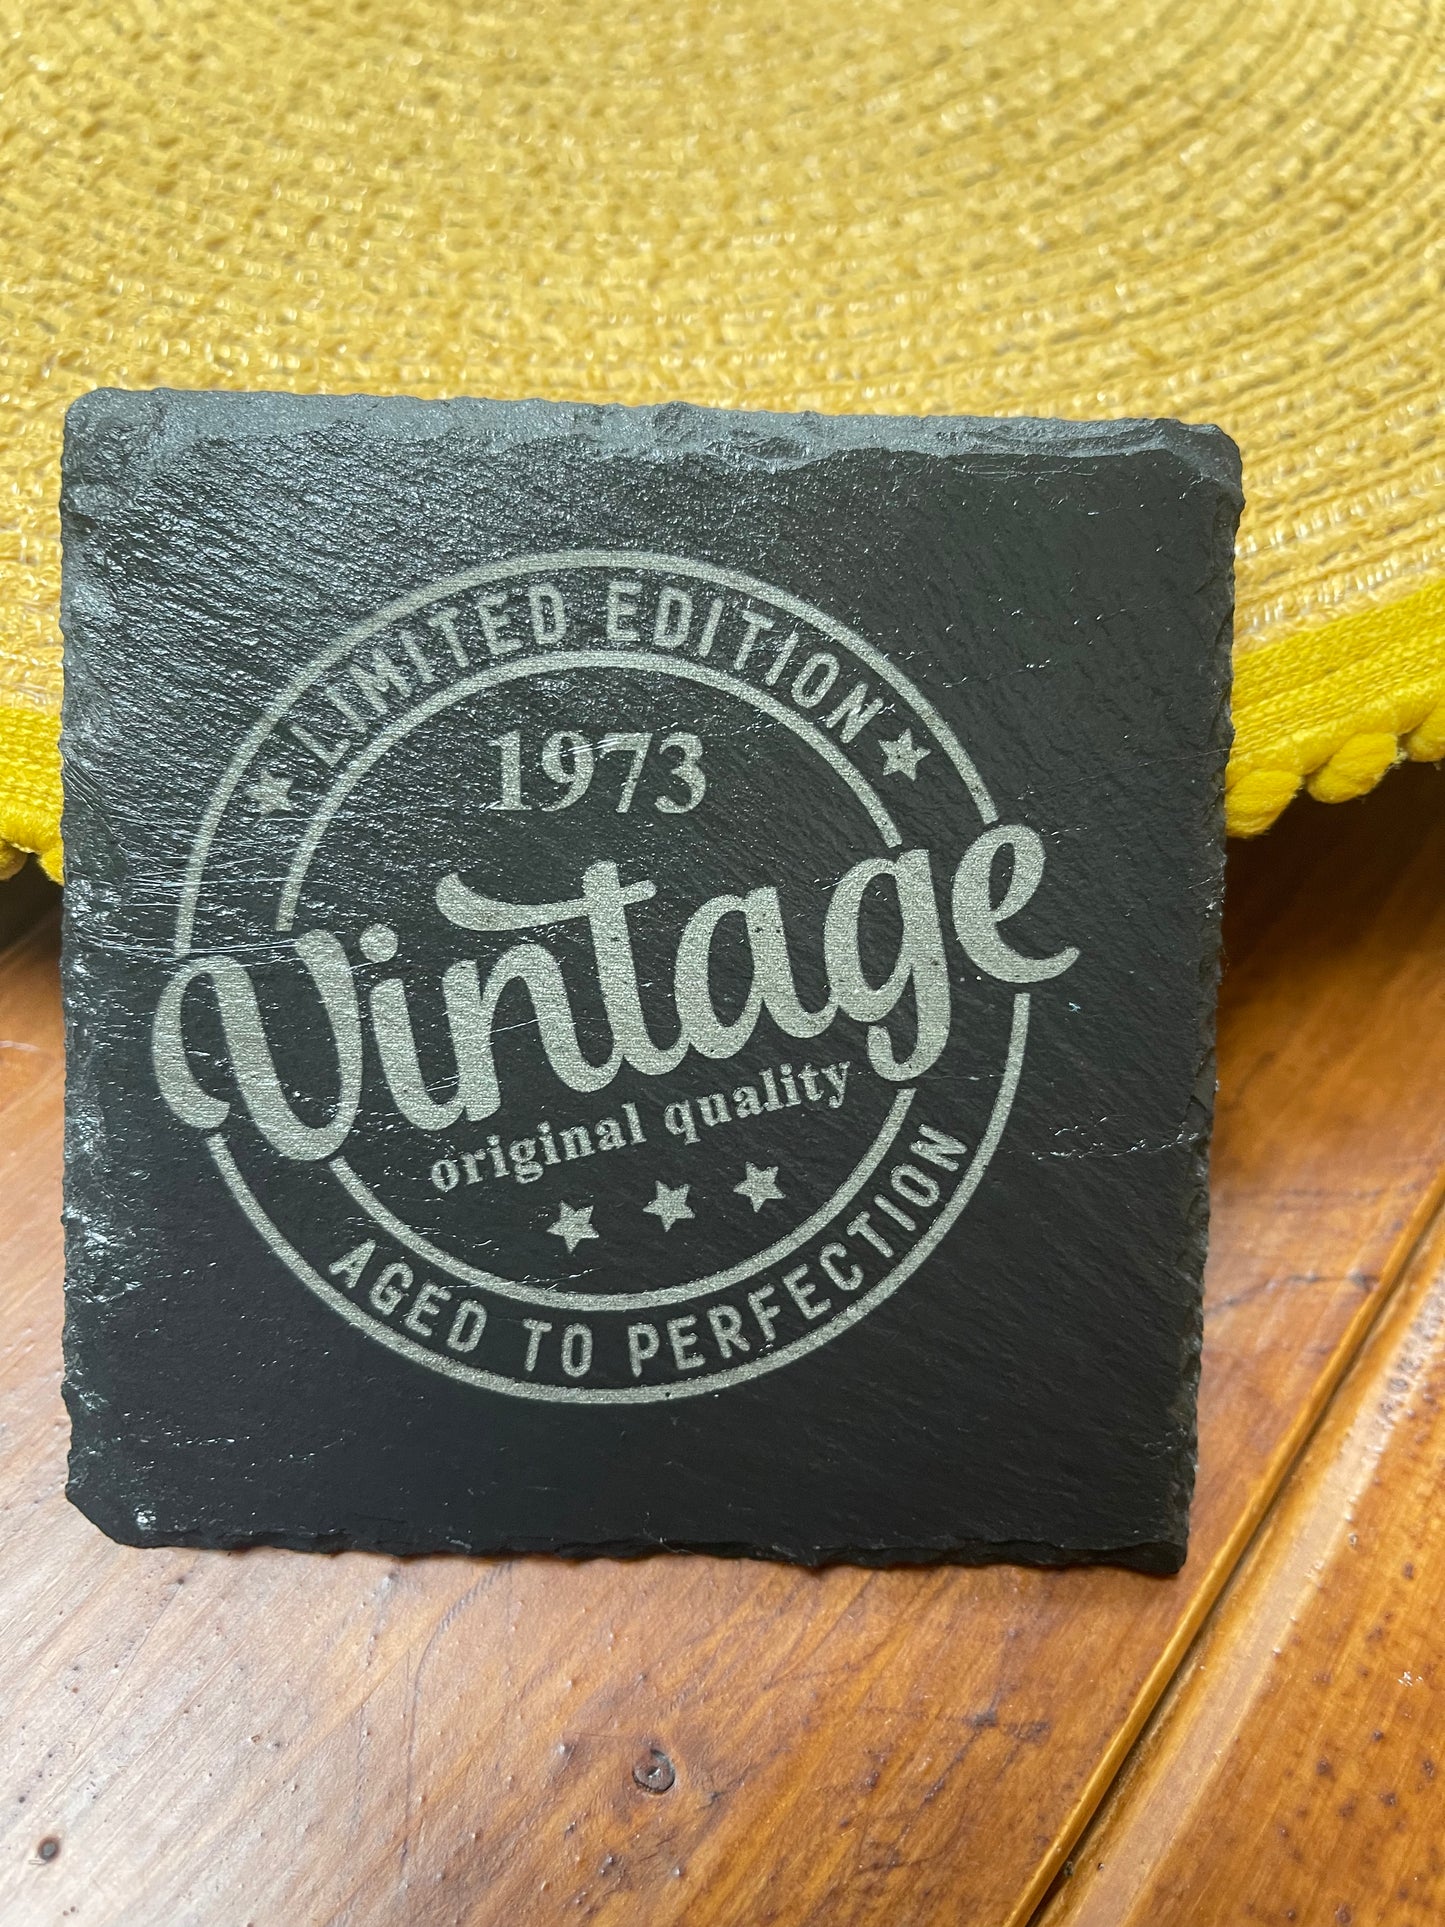 LIMITED EDITION
1973
Vintage
original quality
AGED TO PERFECTION